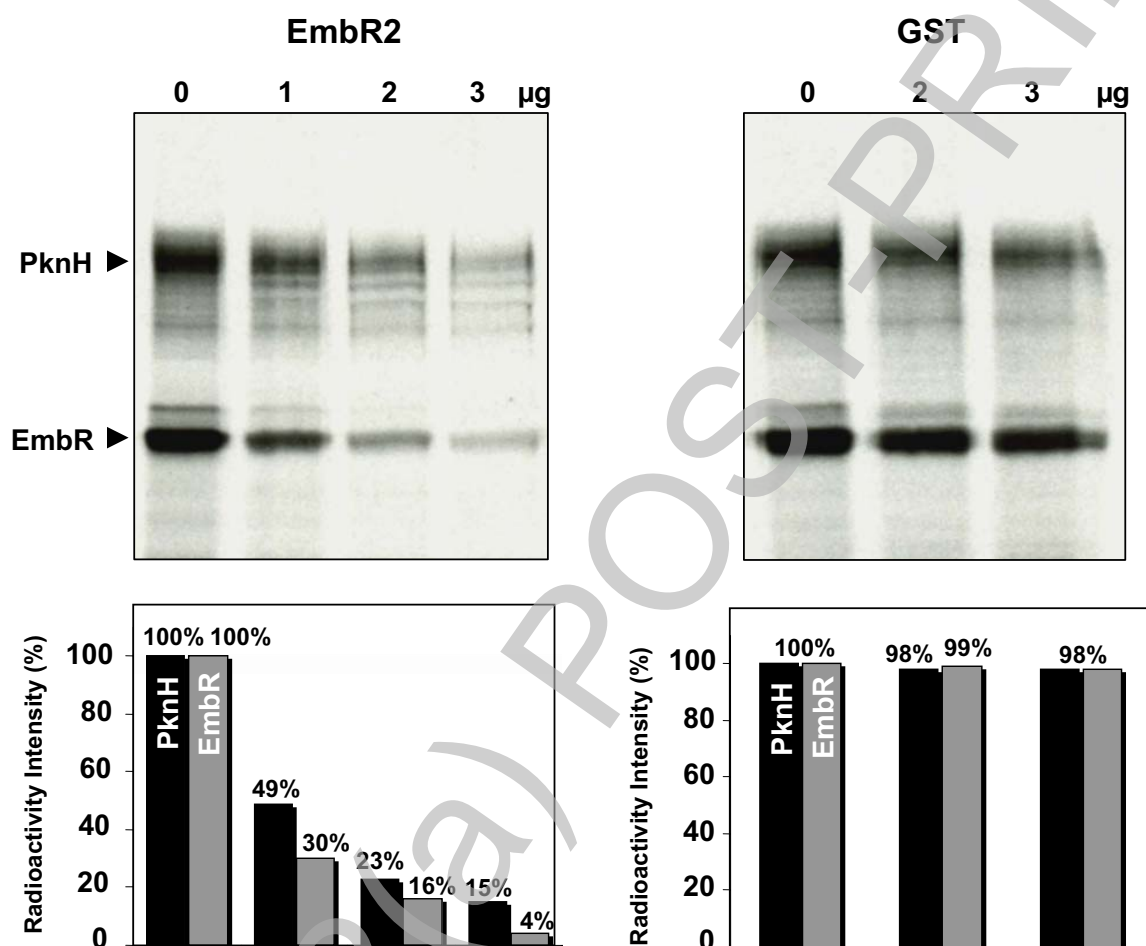 EmbR2
0 1 2 3 µg
PknH
EmbR
GST
0 2 3 µg
Radioactivity Intensity (%)
100
80
60
40
20
0
100% 100%
PknH
EmbR
49%
30%
23%
16%
15%
4%
Radioactivity Intensity (%)
100
80
60
40
20
0
100%
PknH
EmbR
98% 99%
98%
a) POST-PRI